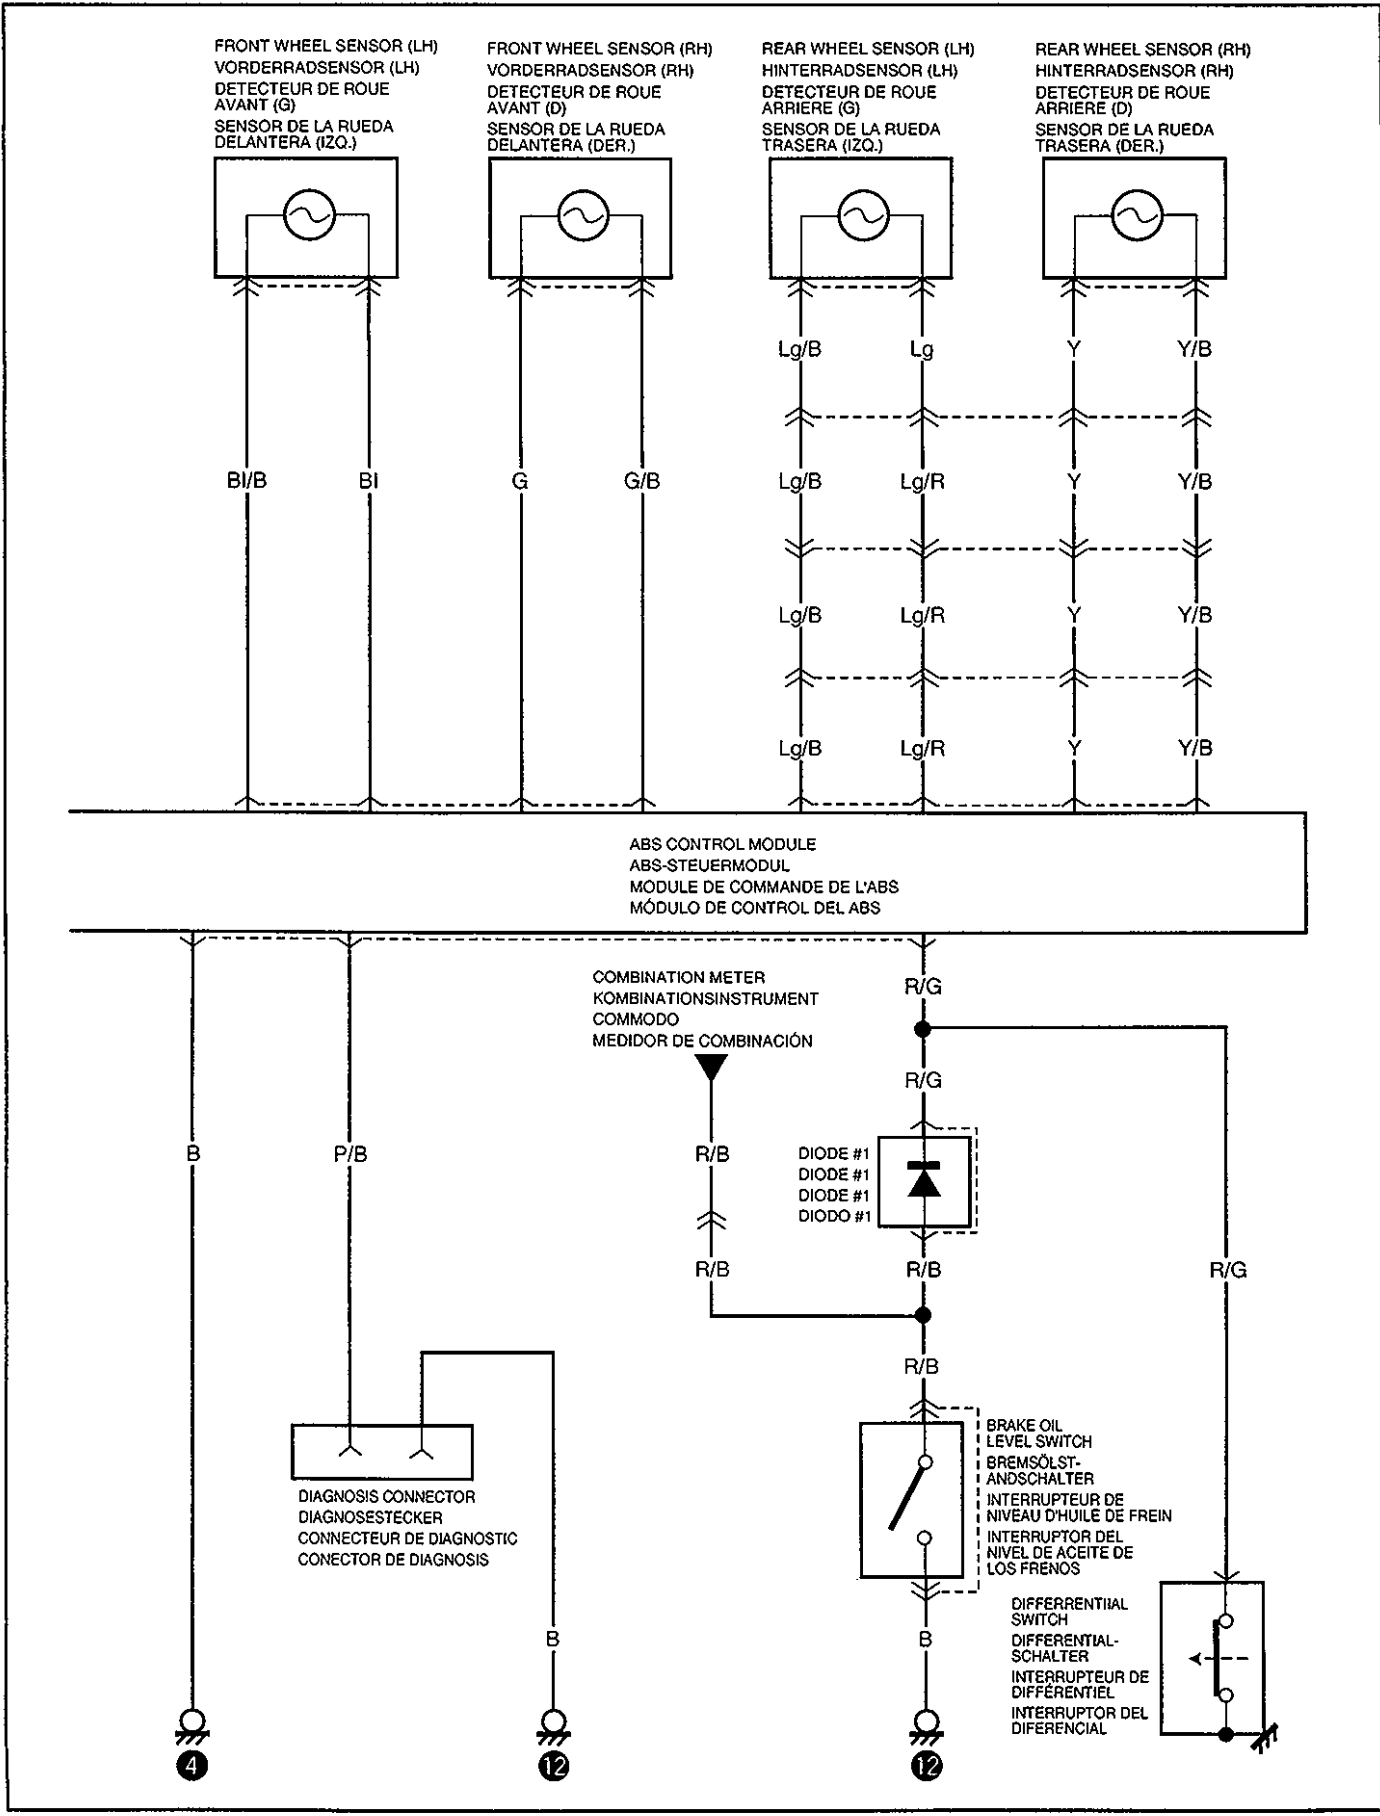 FRONT WHEEL SENSOR (LH)
VORDERRADSENSOR (LH)
DETECTEUR DE ROUE
AVANT (G)
SENSOR DE LA RUEDA
DELANTERA (IZQ.)
FRONT WHEEL SENSOR (RH)
VORDERRADSENSOR (RH)
DETECTEUR DE ROUE
AVANT (D)
SENSOR DE LA RUEDA
DELANTERA (DER.)
REAR WHEEL SENSOR (LH)
HINTERRADSENSOR (LH)
DETECTEUR DE ROUE
ARRIERE (G)
SENSOR DE LA RUEDA
TRASERA (IZQ.)
REAR WHEEL SENSOR (RH)
HINTERRADSENSOR (RH)
DETECTEUR DE ROUE
ARRIERE (D)
SENSOR DE LA RUEDA
TRASERA (DER.)
Lg/B Lg Y Y/B
Bl/B Bl G G/B Lg/B Lg/R Y Y/B
Lg/B Lg/R Y Y/B
Lg/B Lg/R Y Y/B
ABS CONTROL MODULE
ABS-STEUERMODUL
MODULE DE COMMANDE DE L'ABS
MÓDULO DE CONTROL DEL ABS
COMBINATION METER
KOMBINATIONSINSTRUMENT
COMMODO
MEDIDOR DE COMBINACIÓN
R/G
R/G
B P/B R/B
DIODE #1
DIODE #1
DIODE #1
DIODO #1
R/B R/B R/G
R/B
DIAGNOSIS CONNECTOR
DIAGNOSESTECKER
CONNECTEUR DE DIAGNOSTIC
CONECTOR DE DIAGNOSIS
BRAKE OIL
LEVEL SWITCH
BREMSÖLST-
ANDSCHALTER
INTERRUPTEUR DE
NIVEAU D'HUILE DE FREIN
INTERRUPTOR DEL
NIVEL DE ACEITE DE
LOS FRENOS
B B
DIFFERRENTIIAL
SWITCH
DIFFERENTIAL-
SCHALTER
INTERRUPTEUR DE
DIFFÉRENTIEL
INTERRUPTOR DEL
DIFERENCIAL
4 12 12